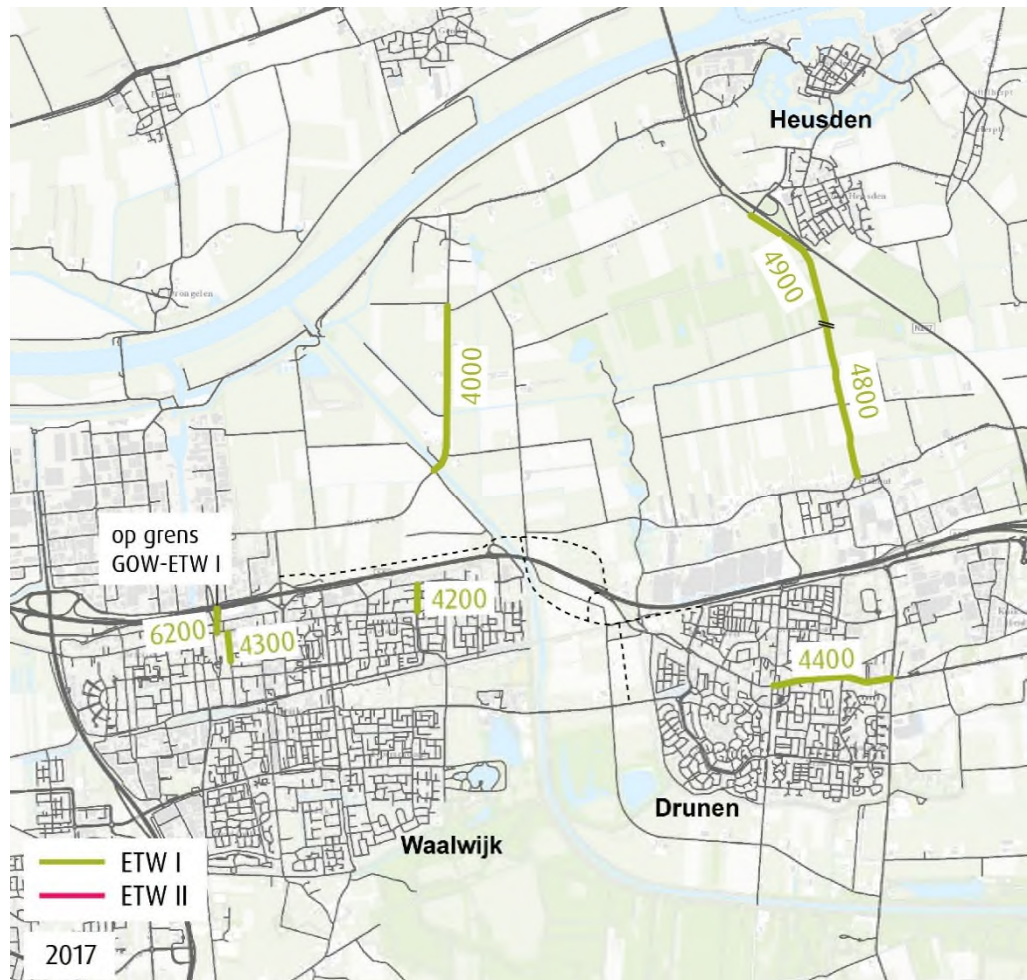 Heusden
4900
4000
4800
op grens
GOW-ETW I
4200
6200
4300
4400
Drunen
Waalwijk
ETW I
ETW II
2017